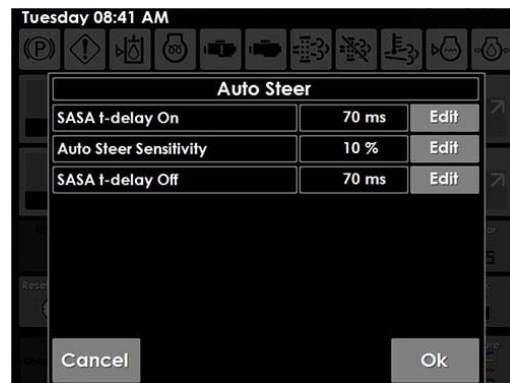 Tuesday 08:41 AM
Auto Steer
SASA t-delay On 70 ms Edit
Auto Steer Sensitivity 10 % Edit
SASA t-delay Off 70 ms Edit
Cancel Ok